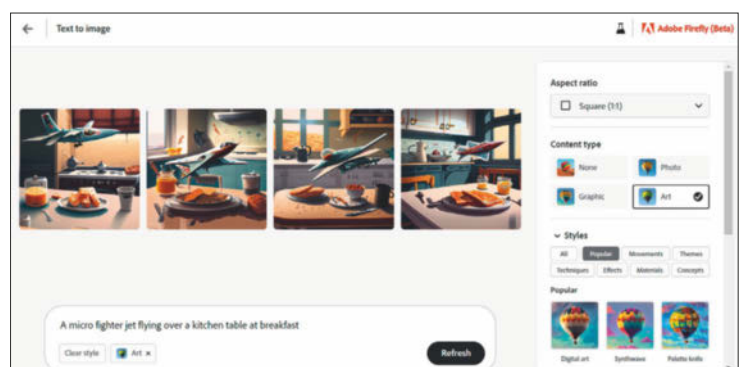 Text to image
Adobe Firefly (Beta)
Aspect ratio
Square (1:1)
Content type
None
Photo
Graphic
Art
Styles
All Popular Movements Themes
Techniques Effects Materials Concepts
Popular
Digital art Synthwave Palette knife
A micro fighter jet flying over a kitchen table at breakfast
Clear style Art ×
Refresh